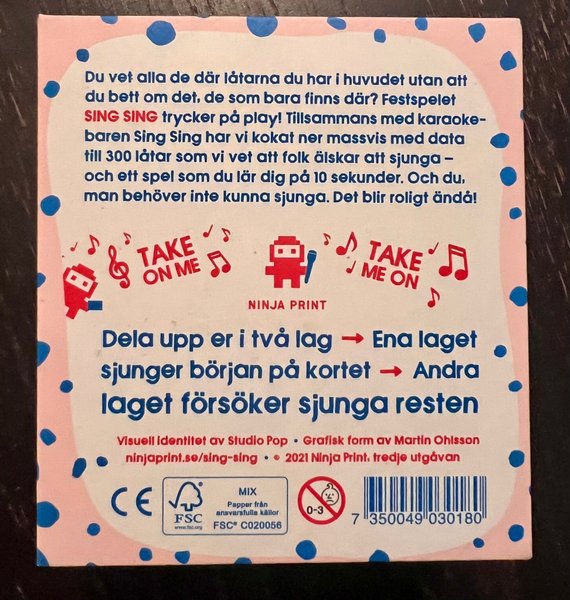 Du vet alla de där låtarna du har i huvudet utan att
du bett om det, de som bara finns där? Festspelet
SING SING trycker på play! Tillsammans med karaoke-
baren Sing Sing har vi kokat ner massvis med data
till 300 låtar som vi vet att folk älskar att sjunga –
och ett spel som du lär dig på 10 sekunder. Och du,
man behöver inte kunna sjunga. Det blir roligt ändå!
TAKE
ON ME
TAKE
ME ON
NINJA PRINT
Dela upp er i två lag → Ena laget
sjunger början på kortet → Andra
laget försöker sjunga resten
Visuell identitet av Studio Pop • Grafisk form av Martin Ohlsson
ninjaprint.se/sing-sing • © 2021 Ninja Print, tredje utgåvan
CE
FSC
www.fsc.org
MIX
Papper från
ansvarsfulla källor
FSC® C020056
0-3
7 350049 030180